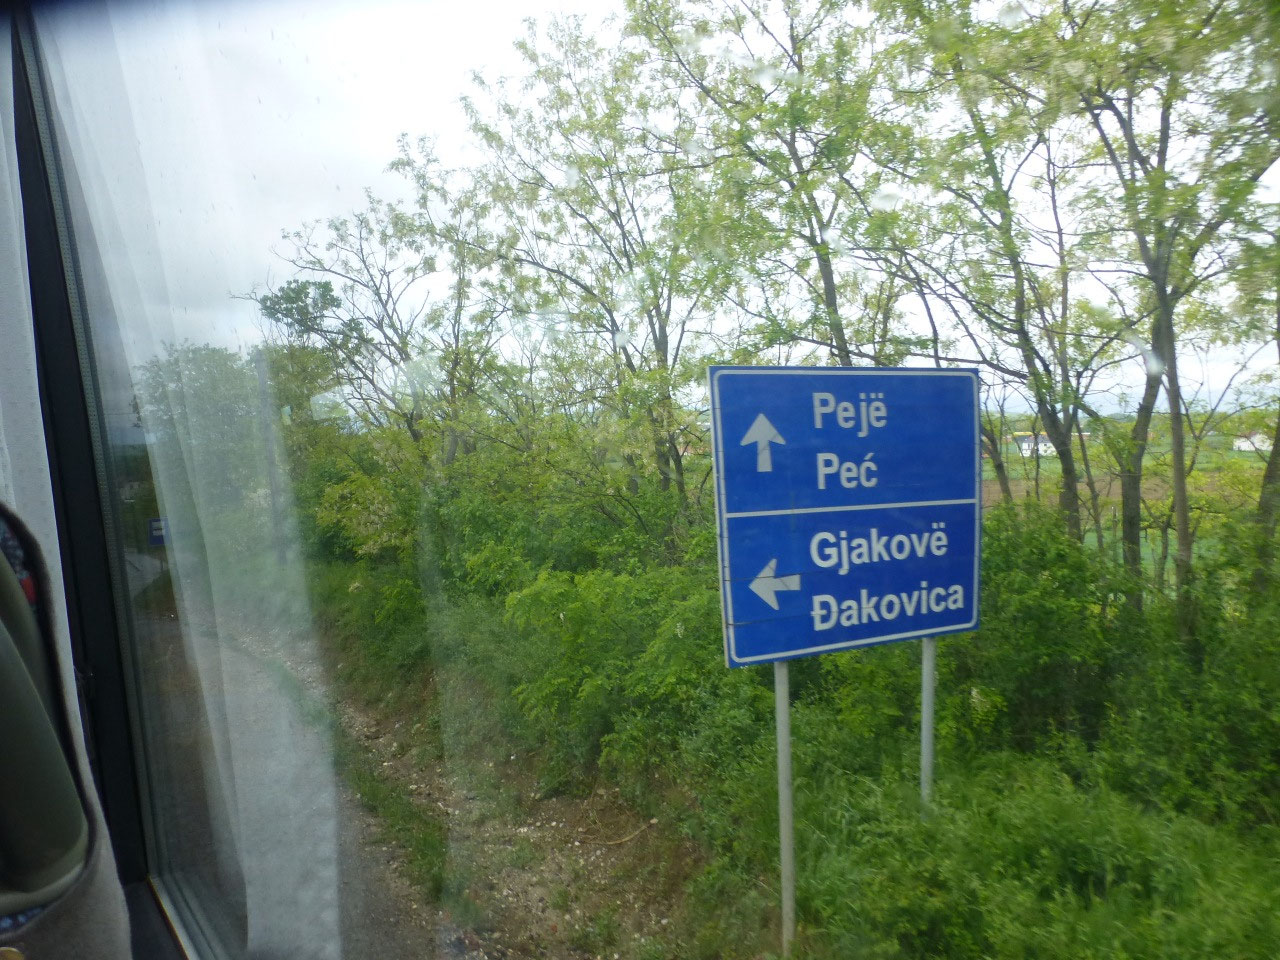 Pejë
Peć
Gjakovë
Đakovica